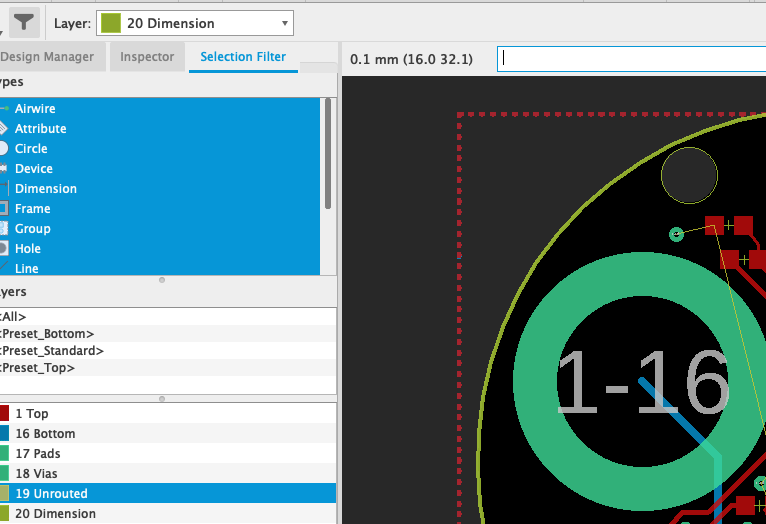 Layer: 20 Dimension
Design Manager Inspector Selection Filter
0.1 mm (16.0 32.1)
ypes
Airwire
Attribute
Circle
Device
Dimension
Frame
Group
Hole
Line
ayers
<All>
<Preset_Bottom>
<Preset_Standard>
<Preset_Top>
1 Top
16 Bottom
17 Pads
18 Vias
19 Unrouted
20 Dimension
1-16